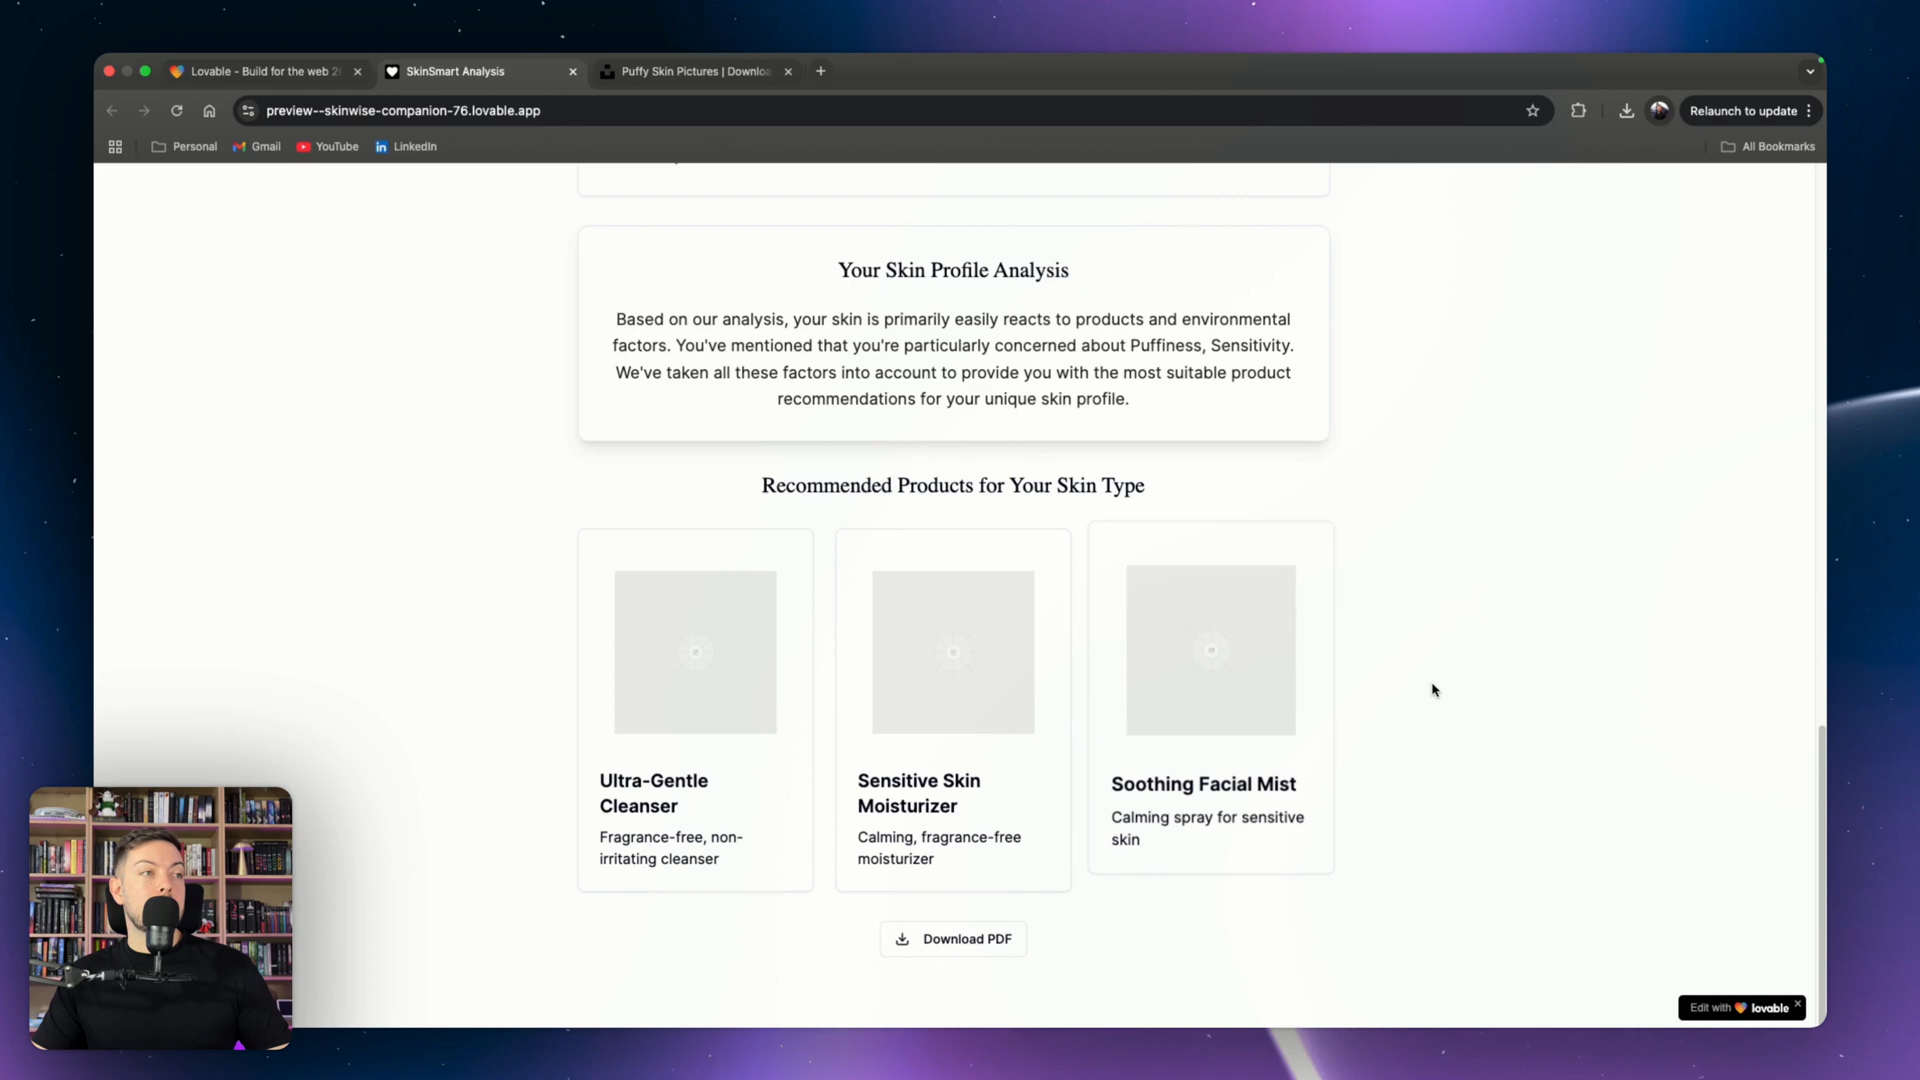 Lovable - Build for the web 2
SkinSmart Analysis
Puffy Skin Pictures | Downloa
preview--skinwise-companion-76.lovable.app
Relaunch to update
Personal
Gmail
YouTube
in LinkedIn
All Bookmarks
Your Skin Profile Analysis
Based on our analysis, your skin is primarily easily reacts to products and environmental
factors. You've mentioned that you're particularly concerned about Puffiness, Sensitivity.
We've taken all these factors into account to provide you with the most suitable product
recommendations for your unique skin profile.
Recommended Products for Your Skin Type
Ultra-Gentle
Cleanser
Fragrance-free, non-
irritating cleanser
Sensitive Skin
Moisturizer
Calming, fragrance-free
moisturizer
Soothing Facial Mist
Calming spray for sensitive
skin
Download PDF
Edit with lovable